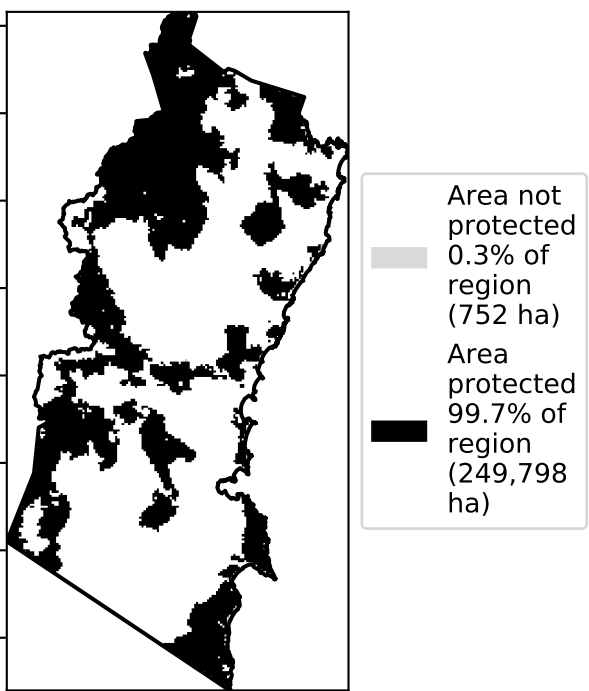 Area not
protected
0.3% of
region
(752 ha)
Area
protected
99.7% of
region
(249,798
ha)